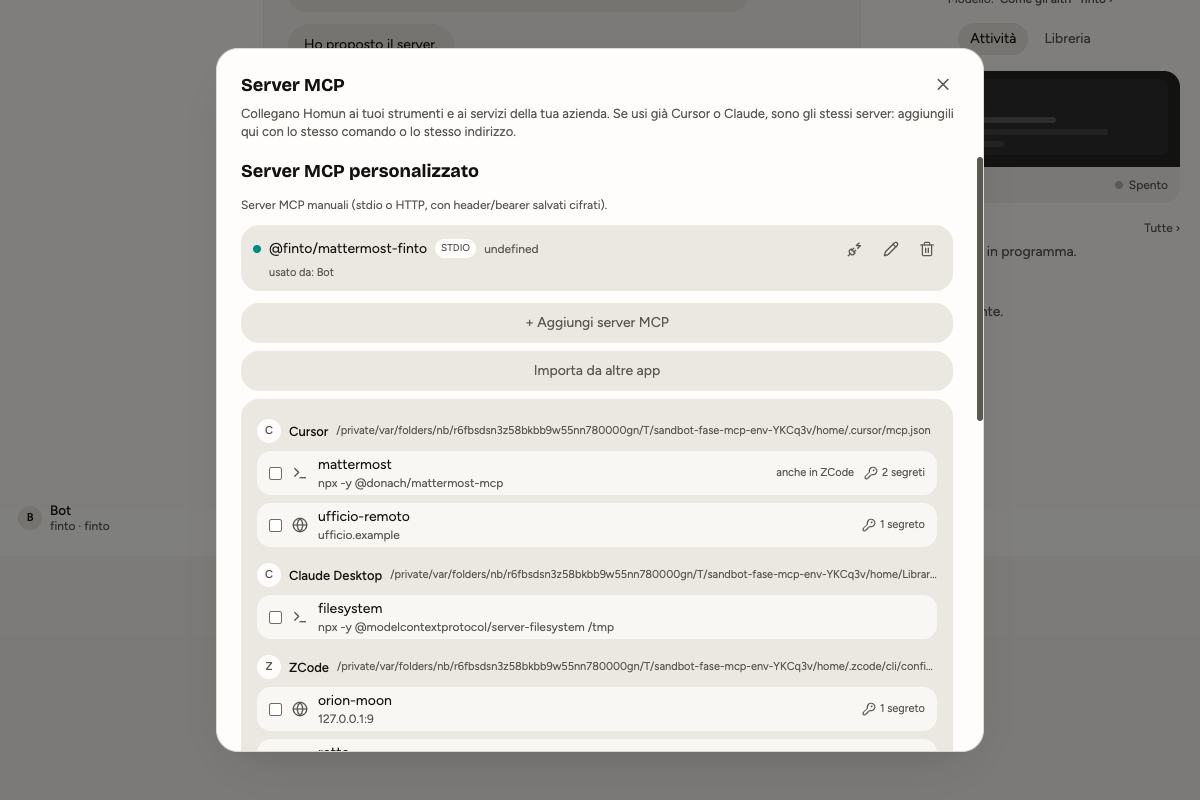 Ho proposto il server.
Attività
Libreria
Server MCP
Collegano Homun ai tuoi strumenti e ai servizi della tua azienda. Se usi già Cursor o Claude, sono gli stessi server: aggiungili
qui con lo stesso comando o lo stesso indirizzo.
Server MCP personalizzato
Spento
Server MCP manuali (stdio o HTTP, con header/bearer salvati cifrati).
Tutte ›
@finto/mattermost-finto STDIO undefined
in programma.
usato da: Bot
+ Aggiungi server MCP
Importa da altre app
C Cursor /private/var/folders/nb/r6fbsdsn3z58bkbb9w55nn780000gn/T/sandbot-fase-mcp-env-YKCq3v/home/.cursor/mcp.json
mattermost
npx -y @donach/mattermost-mcp
anche in ZCode 2 segreti
ufficio-remoto
ufficio.example
1 segreto
Bot
B
finto · finto
C Claude Desktop /private/var/folders/nb/r6fbsdsn3z58bkbb9w55nn780000gn/T/sandbot-fase-mcp-env-YKCq3v/home/Librar...
filesystem
npx -y @modelcontextprotocol/server-filesystem /tmp
Z ZCode /private/var/folders/nb/r6fbsdsn3z58bkbb9w55nn780000gn/T/sandbot-fase-mcp-env-YKCq3v/home/.zcode/cli/confi...
orion-moon
127.0.0.1:9
1 segreto